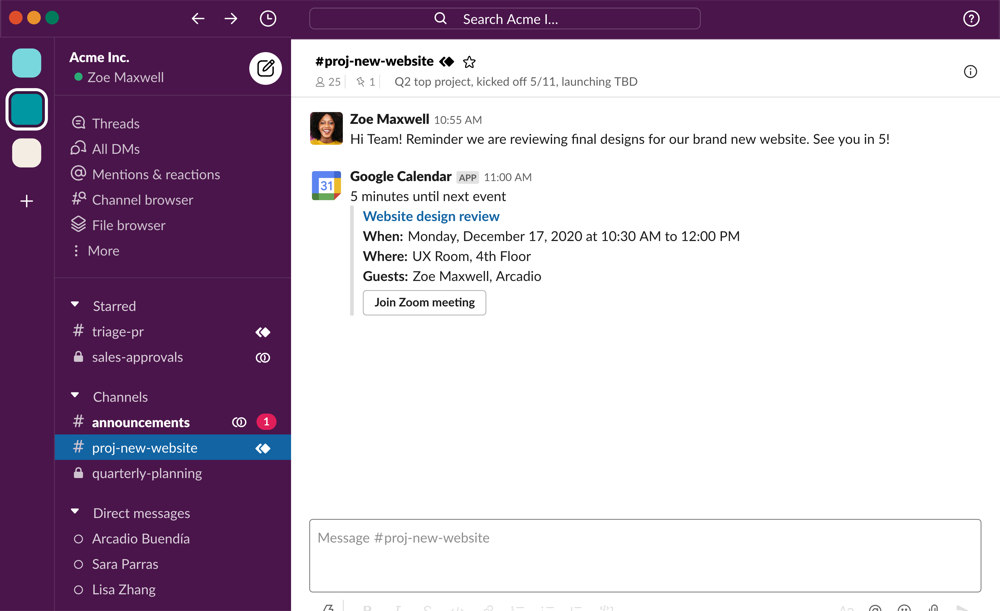 Search Acme I...
Acme Inc.
Zoe Maxwell
Threads
All DMs
Mentions & reactions
Channel browser
File browser
More
Starred
# triage-pr
sales-approvals
Channels
# announcements 1
# proj-new-website
quarterly-planning
Direct messages
Arcadio Buendía
Sara Parras
Lisa Zhang
#proj-new-website
25 1 Q2 top project, kicked off 5/11, launching TBD
Zoe Maxwell 10:55 AM
Hi Team! Reminder we are reviewing final designs for our brand new website. See you in 5!
31
Google Calendar APP 11:00 AM
5 minutes until next event
Website design review
When: Monday, December 17, 2020 at 10:30 AM to 12:00 PM
Where: UX Room, 4th Floor
Guests: Zoe Maxwell, Arcadio
Join Zoom meeting
Message #proj-new-website